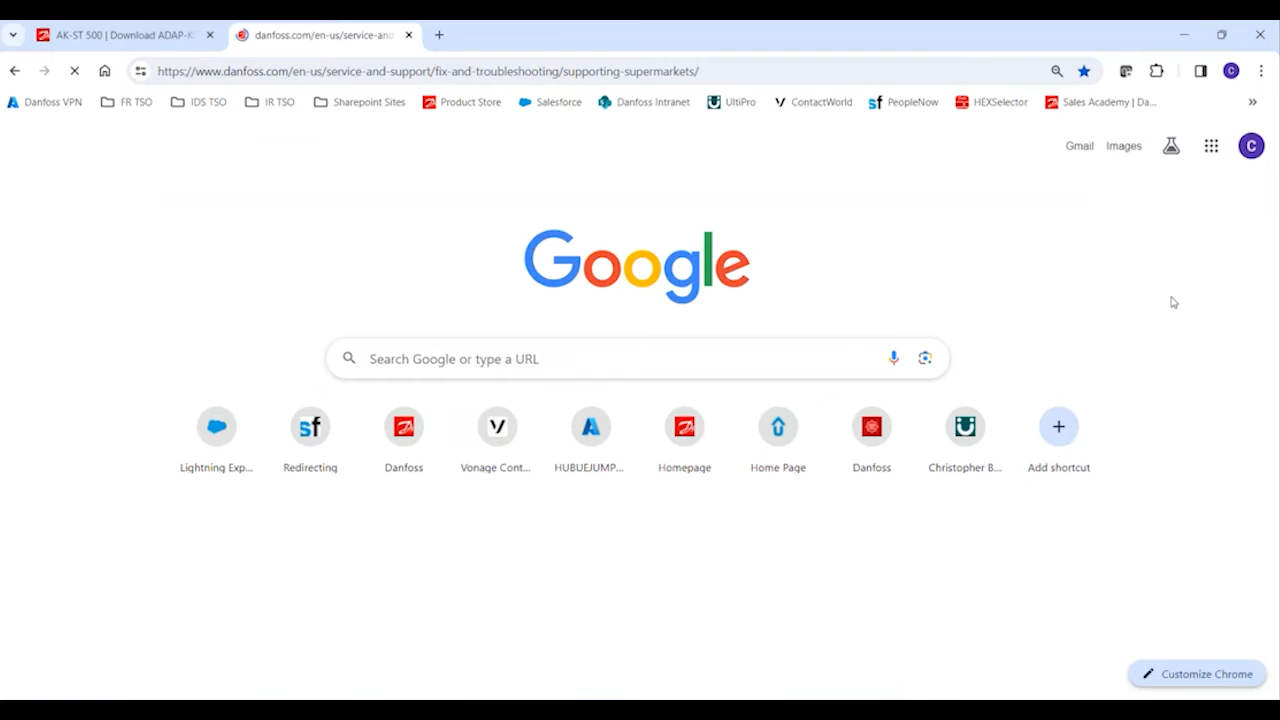 AK-ST 500 | Download ADAP-K
danfoss.com/en-us/service-and
https://www.danfoss.com/en-us/service-and-support/fix-and-troubleshooting/supporting-supermarkets/
Danfoss VPN FR TSO IDS TSO IR TSO Sharepoint Sites Product Store Salesforce Danfoss Intranet UltiPro ContactWorld PeopleNow HEXSelector Sales Academy | Da...
Gmail Images C
Google
Search Google or type a URL
Lightning Exp... Redirecting Danfoss Vonage Cont... HUBUEJUMP... Homepage Home Page Danfoss Christopher B... Add shortcut
Customize Chrome